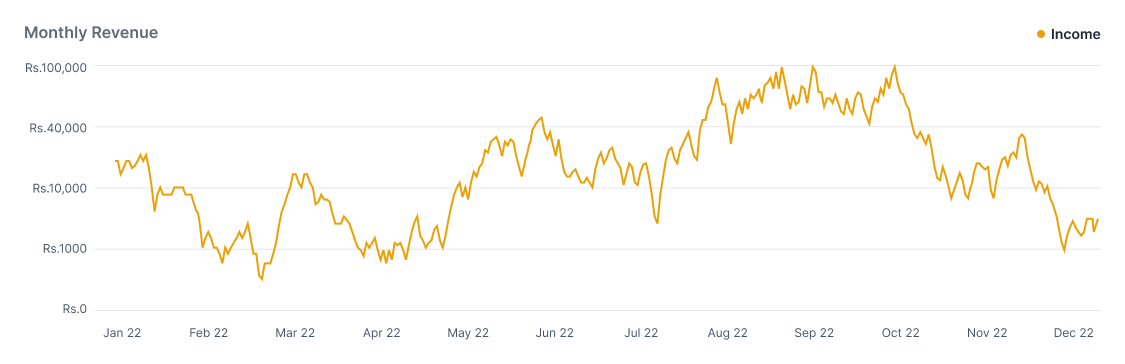 Monthly Revenue
Income
Rs.100,000
Rs.40,000
Rs:10,000
Rs.1000
Rs.0
Jan 22 Feb 22 Mar 22 Apr 22 May 22 Jun 22 Jul 22 Aug 22 Sep 22 Oct 22 Nov 22 Dec 22